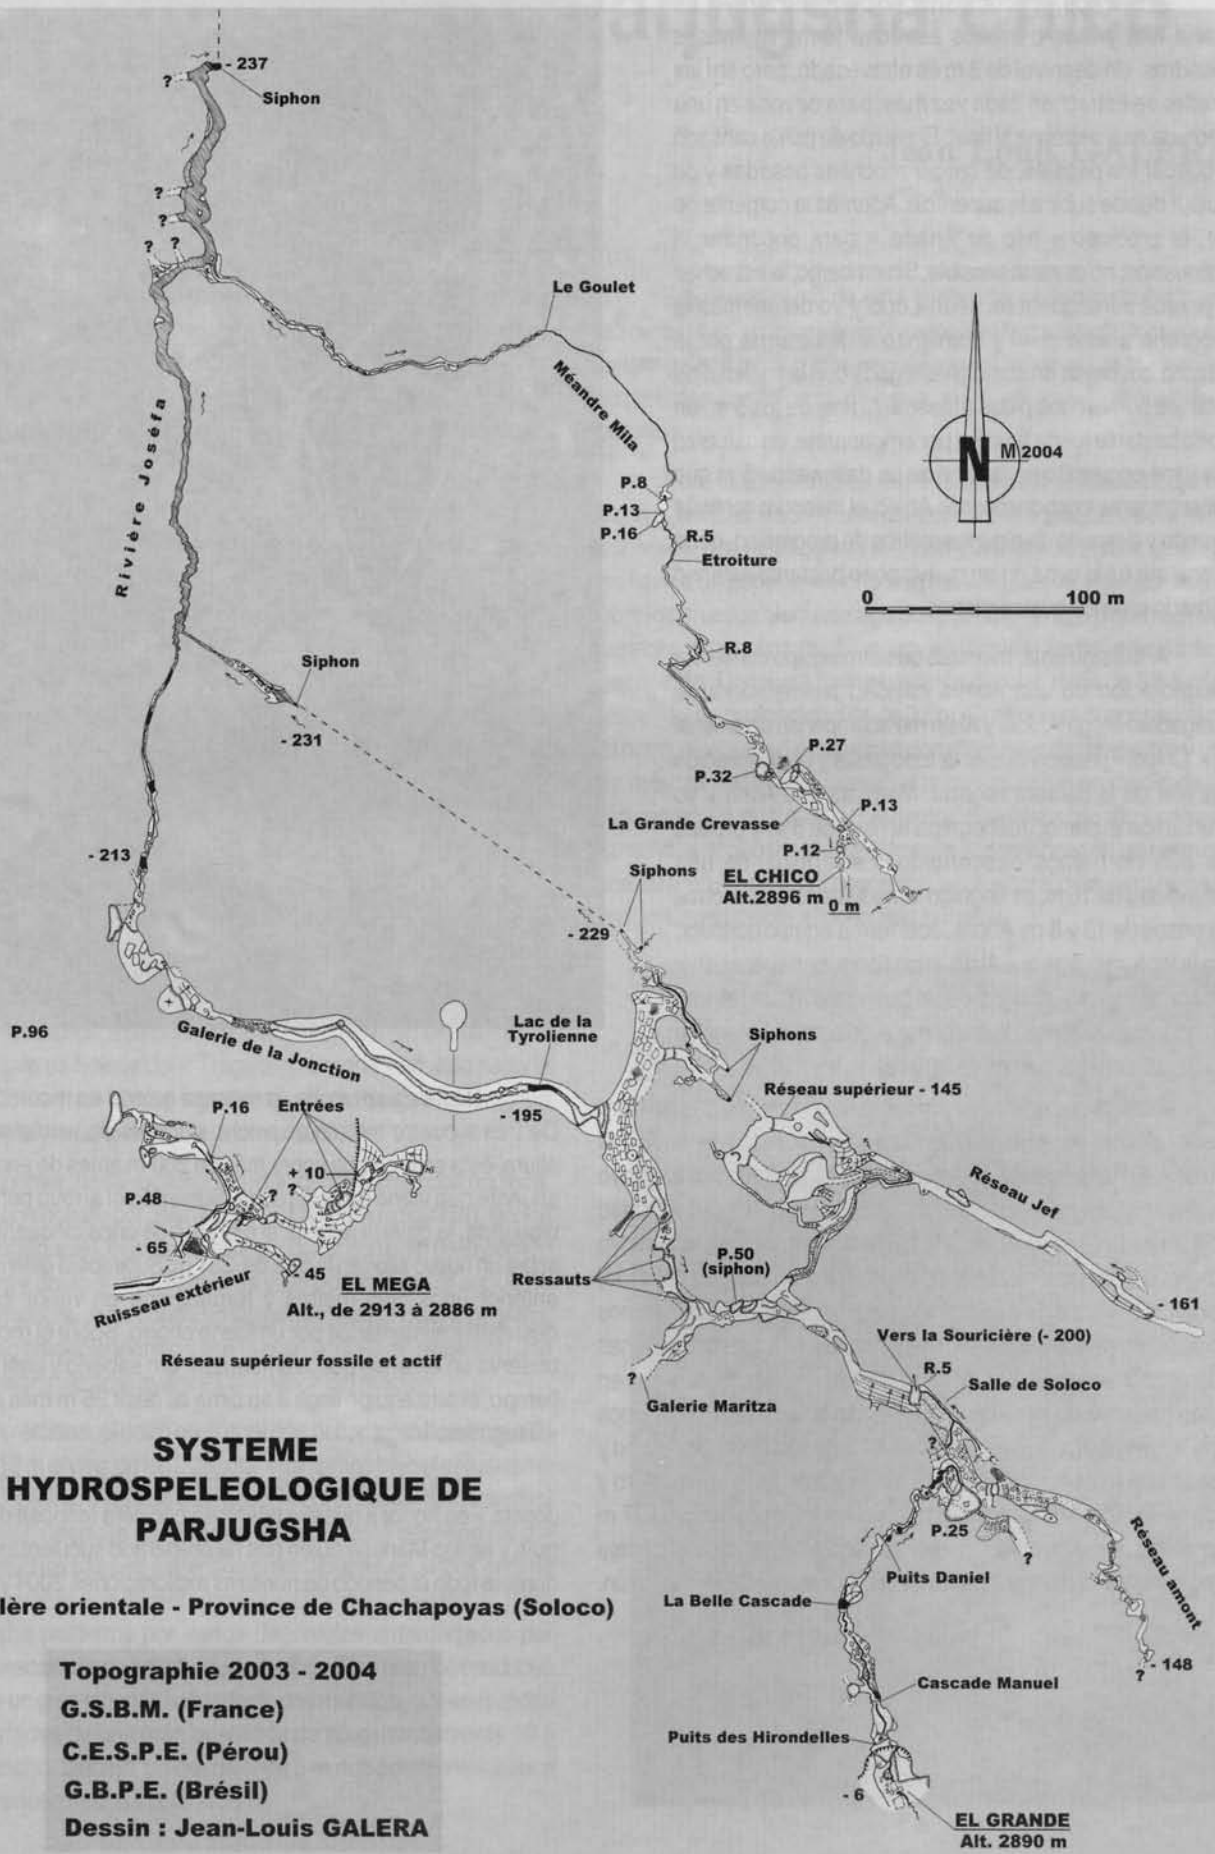 - 237
Siphon
?
?
?
?
?
Le Goulet
Méandre Mila
Rivière Joséfa
N
M 2004
P.8
P.13
P.16
R.5
Etroiture
0 100 m
R.8
Siphon
- 231
P.27
P.32
P.13
La Grande Crevasse
P.12
- 213
EL CHICO
Alt.2896 m
0 m
Siphons
- 229
P.96
Galerie de la Jonction
Lac de la
Tyrolienne
Siphons
Réseau supérieur - 145
- 195
P.16
Entrées
+ 10
?
?
P.48
- 65
- 45
Ruisseau extérieur
EL MEGA
Alt., de 2913 à 2886 m
Réseau supérieur fossile et actif
Réseau Jef
P.50
(siphon)
Ressauts
- 161
Vers la Souricière (- 200)
R.5
Salle de Soloco
?
Galerie Maritza
?
P.25
?
Réseau amont
Puits Daniel
La Belle Cascade
?
- 148
Cascade Manuel
Puits des Hirondelles
- 6
EL GRANDE
Alt. 2890 m
SYSTEME
HYDROSPELEOLOGIQUE DE
PARJUGSHA
lère orientale - Province de Chachapoyas (Soloco)
Topographie 2003 - 2004
G.S.B.M. (France)
C.E.S.P.E. (Pérou)
G.B.P.E. (Brésil)
Dessin : Jean-Louis GALERA